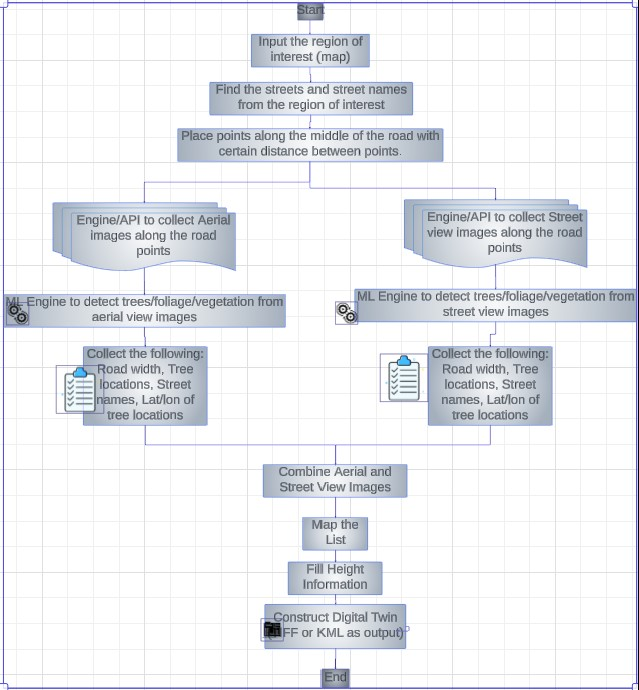 Start
Input the region of
interest (map)
Find the streets and street names
from the region of interest
Place points along the middle of the road with
certain distance between points.
Engine/API to collect Aerial
images along the road
points
Engine/API to collect Street
view images along the road
points
ML Engine to detect trees/foliage/vegetation from
aerial view images
ML Engine to detect trees/foliage/vegetation from
street view images
Collect the following:
Road width, Tree
locations, Street
names, Lat/lon of
tree locations
Collect the following:
Road width, Tree
locations, Street
names, Lat/lon of
tree locations
Combine Aerial and
Street View Images
Map the
List
Fill Height
Information
Construct Digital Twin
or KML as output)
End